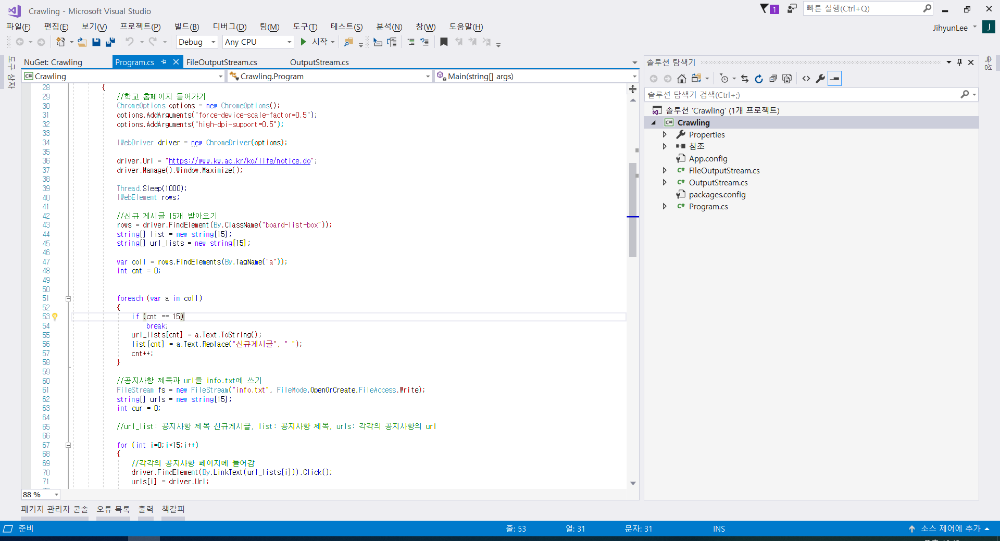 Crawling - Microsoft Visual Studio
1
빠른 실행(Ctrl+Q)
파일(F) 편집(E) 보기(V) 프로젝트(P) 빌드(B) 디버그(D) 팀(M) 도구(T) 테스트(S) 분석(N) 창(W) 도움말(H)
JihyunLee
J
Debug Any CPU 시작
도구 상자
NuGet: Crawling Program.cs FileOutputStream.cs OutputStream.cs
Crawling Crawling.Program Main(string[] args)
28 {
29 //학교 홈페이지 들어가기
30 ChromeOptions options = new ChromeOptions();
31 options.AddArguments("force-device-scale-factor=0.5");
32 options.AddArguments("high-dpi-support=0.5");
33
34 IWebDriver driver = new ChromeDriver(options);
35
36 driver.Url = "https://www.kw.ac.kr/ko/life/notice.do";
37 driver.Manage().Window.Maximize();
38
39 Thread.Sleep(1000);
40 IWebElement rows;
41
42 //신규 게시글 15개 받아오기
43 rows = driver.FindElement(By.ClassName("board-list-box"));
44 string[] list = new string[15];
45 string[] url_lists = new string[15];
46
47 var coll = rows.FindElements(By.TagName("a"));
48 int cnt = 0;
49
50
51 foreach (var a in coll)
52 {
53 if (cnt == 15)
54 break;
55 url_lists[cnt] = a.Text.ToString();
56 list[cnt] = a.Text.Replace("신규게시글", " ");
57 cnt++;
58 }
59
60 //공지사항 제목과 url을 info.txt에 쓰기
61 FileStream fs = new FileStream("info.txt", FileMode.OpenOrCreate,FileAccess.Write);
62 string[] urls = new string[15];
63 int cur = 0;
64
65 //url_list: 공지사항 제목 신규게시글, list: 공지사항 제목, urls: 각각의 공지사항의 url
66
67 for (int i=0;i<15;i++)
68 {
69 //각각의 공지사항 페이지에 들어감
70 driver.FindElement(By.LinkText(url_lists[i])).Click();
71 urls[i] = driver.Url;
88 %
솔루션 탐색기
솔루션 탐색기 검색(Ctrl+;)
솔루션 'Crawling' (1개 프로젝트)
C# Crawling
Properties
참조
App.config
C# FileOutputStream.cs
C# OutputStream.cs
packages.config
C# Program.cs
속성
패키지 관리자 콘솔 오류 목록 출력 책갈피
준비 줄: 53 열: 31 문자: 31 INS 소스 제어에 추가